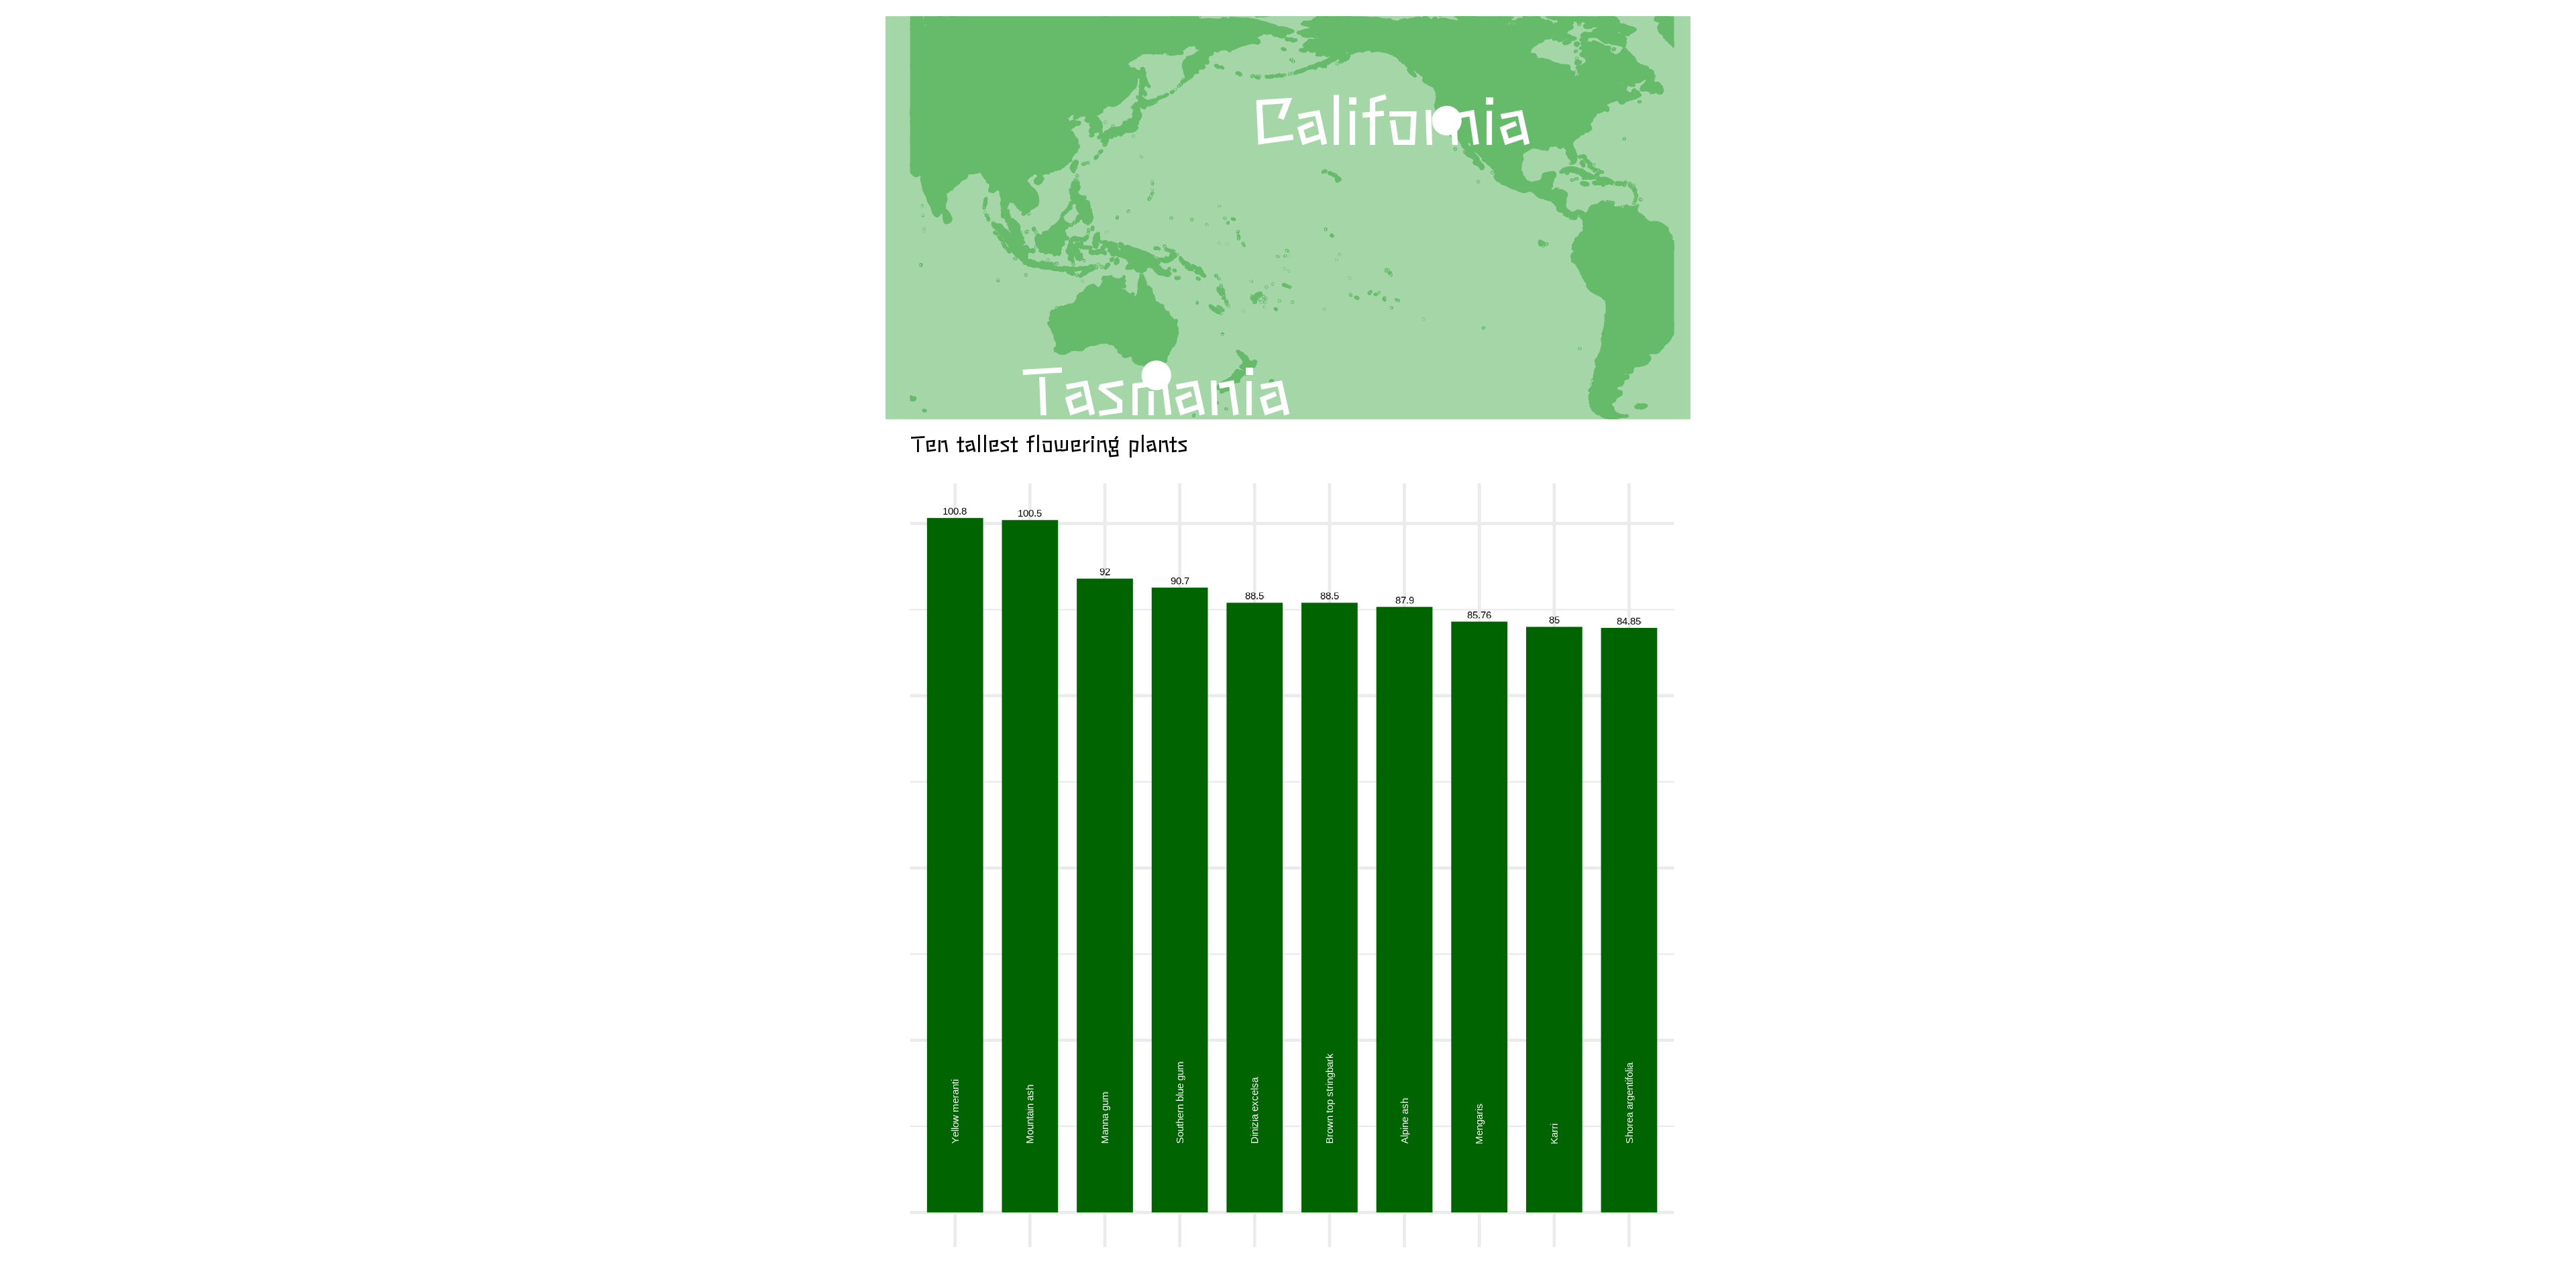 California
Tasmania
Ten tallest flowering plants
100.8
100.5
92
90.7
88.5
88.5
87.9
85.76
85
84.85
Yellow meranti
Mountain ash
Manna gum
Southern blue gum
Dinizia excelsa
Brown top stringbark
Alpine ash
Mengaris
Karri
Shorea argentifolia